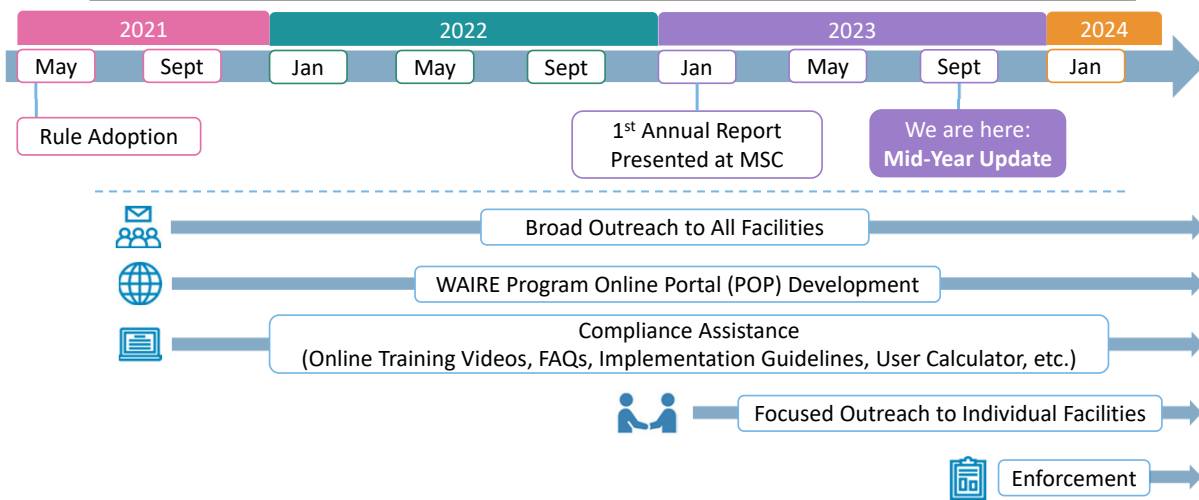 2021 2022 2023 2024
May Sept Jan May Sept Jan May Sept Jan
Rule Adoption
1st Annual Report
Presented at MSC
We are here:
Mid-Year Update
Broad Outreach to All Facilities
WAIRE Program Online Portal (POP) Development
Compliance Assistance
(Online Training Videos, FAQs, Implementation Guidelines, User Calculator, etc.)
Focused Outreach to Individual Facilities
Enforcement